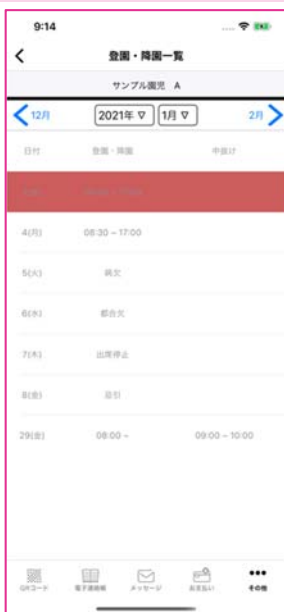 9:14
登園・降園一覧
サンプル園児 A
12月 2021年 ▽ 1月 ▽ 2月
日付 登園・降園 中抜け
4(月) 08:30 ~ 17:00
5(火) 病欠
6(水) 都合欠
7(木) 出席停止
8(金) 忌引
29(金) 08:00 ~ 09:00 ~ 10:00
QRコード 電子連絡帳 メッセージ お支払い その他